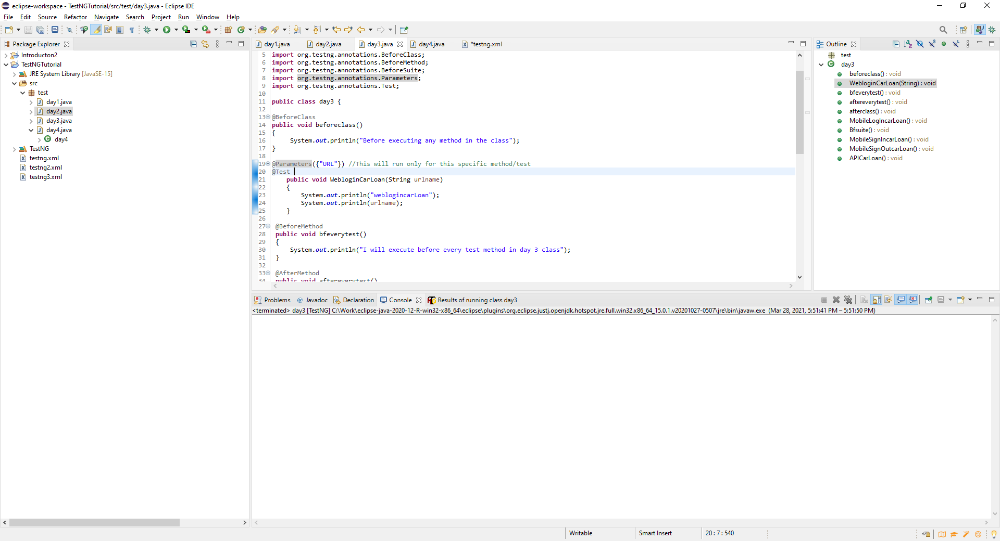 eclipse-workspace - TestNGTutorial/src/test/day3.java - Eclipse IDE
File Edit Source Refactor Navigate Search Project Run Window Help
Package Explorer
Introducton2
TestNGTutorial
JRE System Library [JavaSE-15]
src
test
day1.java
day2.java
day3.java
day4.java
day4
TestNG
testng.xml
testng2.xml
testng3.xml
day1.java day2.java day3.java day4.java *testng.xml
5 import org.testng.annotations.BeforeClass;
6 import org.testng.annotations.BeforeMethod;
7 import org.testng.annotations.BeforeSuite;
8 import org.testng.annotations.Parameters;
9 import org.testng.annotations.Test;
10
11 public class day3 {
12
13 @BeforeClass
14 public void beforeclass()
15 {
16 System.out.println("Before executing any method in the class");
17 }
18
19 @Parameters({"URL"}) //This will run only for this specific method/test
20 @Test
21 public void WebloginCarLoan(String urlname)
22 {
23 System.out.println("weblogincarLoan");
24 System.out.println(urlname);
25 }
26
27 @BeforeMethod
28 public void bfeverytest()
29 {
30 System.out.println("I will execute before every test method in day 3 class");
31 }
32
33 @AfterMethod
34 public void aftereverytest()
Outline
test
day3
beforeclass() : void
WebloginCarLoan(String) : void
bfeverytest() : void
aftereverytest() : void
afterclass() : void
MobileLogIncarLoan() : void
Bfsuite() : void
MobileSignIncarLoan() : void
MobileSignOutcarLoan() : void
APICarLoan() : void
Problems @ Javadoc Declaration Console Results of running class day3
<terminated> day3 [TestNG] C:\Work\eclipse-java-2020-12-R-win32-x86_64\eclipse\plugins\org.eclipse.justj.openjdk.hotspot.jre.full.win32.x86_64_15.0.1.v20201027-0507\jre\bin\javaw.exe (Mar 28, 2021, 5:51:41 PM – 5:51:50 PM)
Writable Smart Insert 20 : 7 : 540